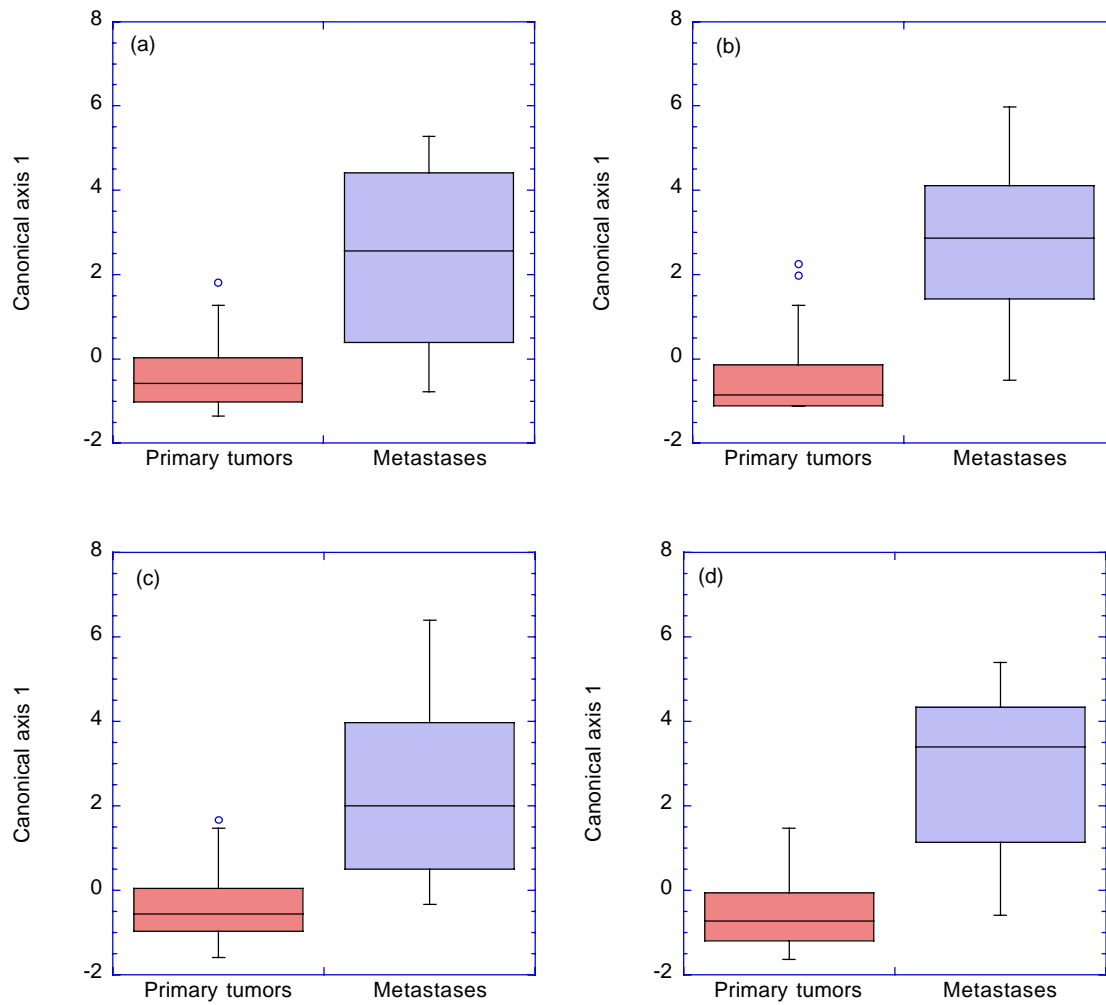 (a)
8
6
4
2
0
-2
Canonical axis 1
Primary tumors
Metastases
(b)
8
6
4
2
0
-2
Canonical axis 1
Primary tumors
Metastases
(c)
8
6
4
2
0
-2
Canonical axis 1
Primary tumors
Metastases
(d)
8
6
4
2
0
-2
Canonical axis 1
Primary tumors
Metastases